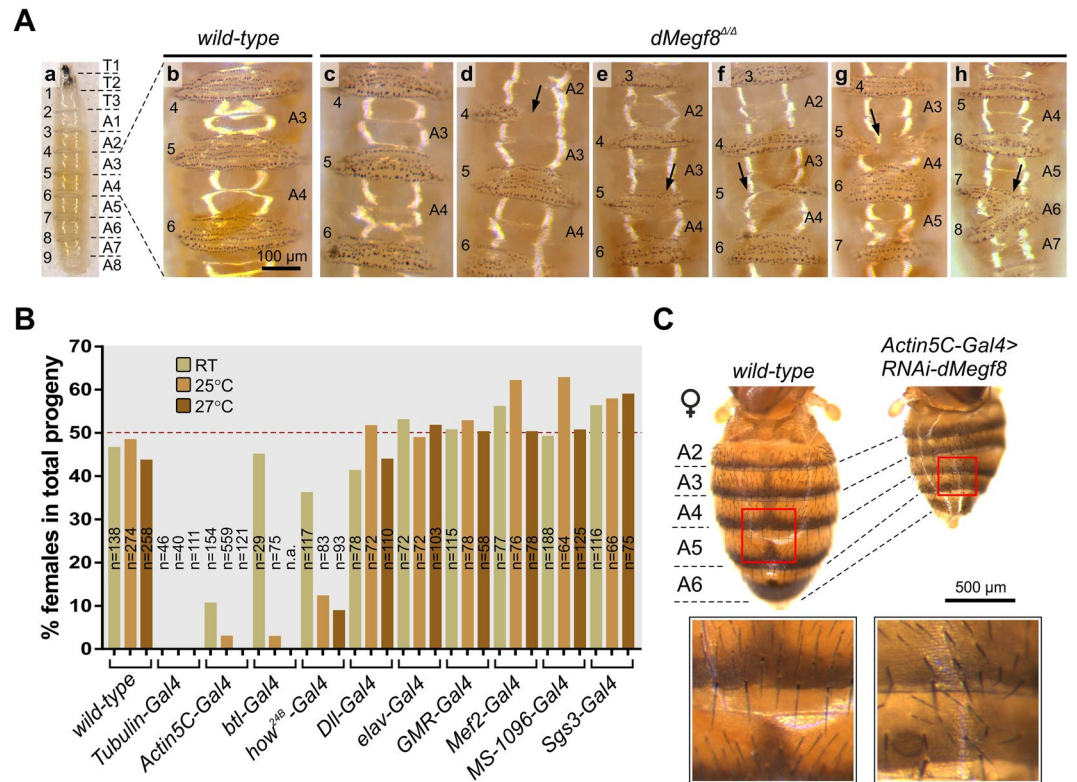 A
wild-type
dMegf8Δ/Δ
a
T1
T2
T3
A1
A2
A3
A4
A5
A6
A7
A8
1
2
3
4
5
6
7
8
9
b
4
A3
5
A4
6
100 µm
c
4
A3
5
A4
6
d
A2
4
A3
5
A4
6
e
3
A2
4
A3
5
A4
6
f
3
A2
4
A3
5
A4
6
g
4
A3
5
A4
6
A5
7
h
5
A4
6
A5
7
A6
8
A7
B
% females in total progeny
70
60
50
40
30
20
10
0
RT
25°C
27°C
n=138
n=274
n=258
n=46
n=40
n=111
n=154
n=559
n=121
n=29
n=75
n.a.
n=117
n=83
n=93
n=78
n=72
n=110
n=72
n=72
n=103
n=115
n=78
n=58
n=77
n=76
n=78
n=188
n=64
n=125
n=116
n=66
n=75
wild-type
Tubulin-Gal4
Actin5C-Gal4
btl-Gal4
how24B-Gal4
Dll-Gal4
elav-Gal4
GMR-Gal4
Mef2-Gal4
MS-1096-Gal4
Sgs3-Gal4
C
♀
wild-type
Actin5C-Gal4>
RNAi-dMegf8
A2
A3
A4
A5
A6
500 µm